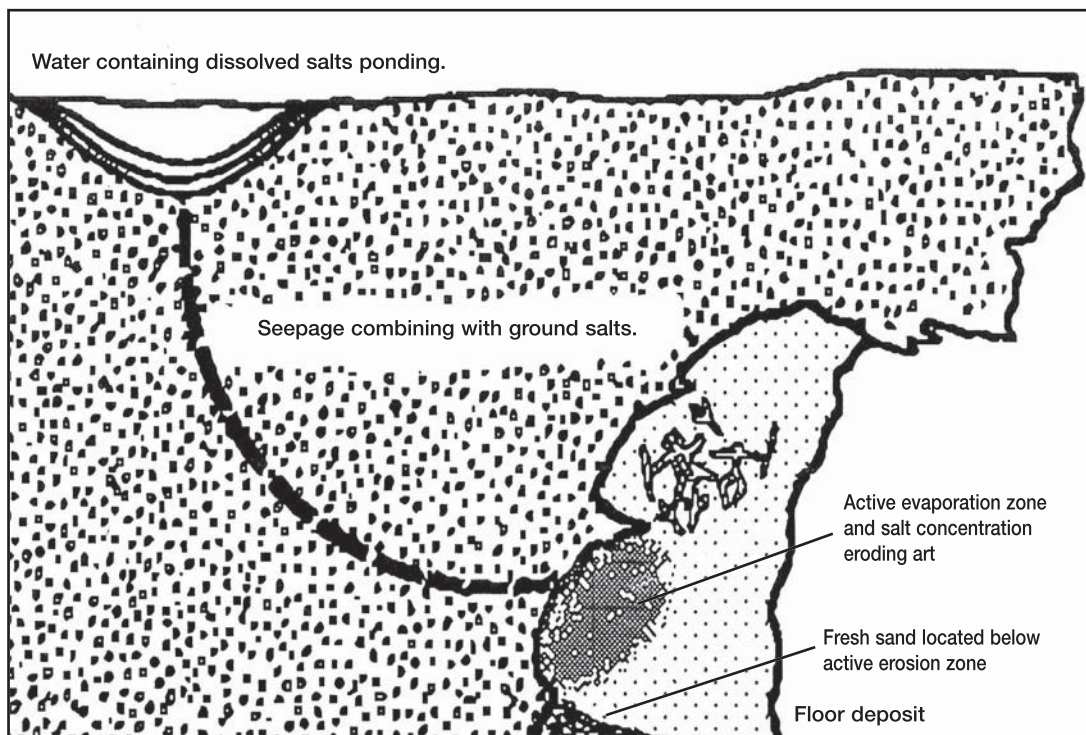 Water containing dissolved salts ponding.
Seepage combining with ground salts.
Active evaporation zone
and salt concentration
eroding art
Fresh sand located below
active erosion zone
Floor deposit